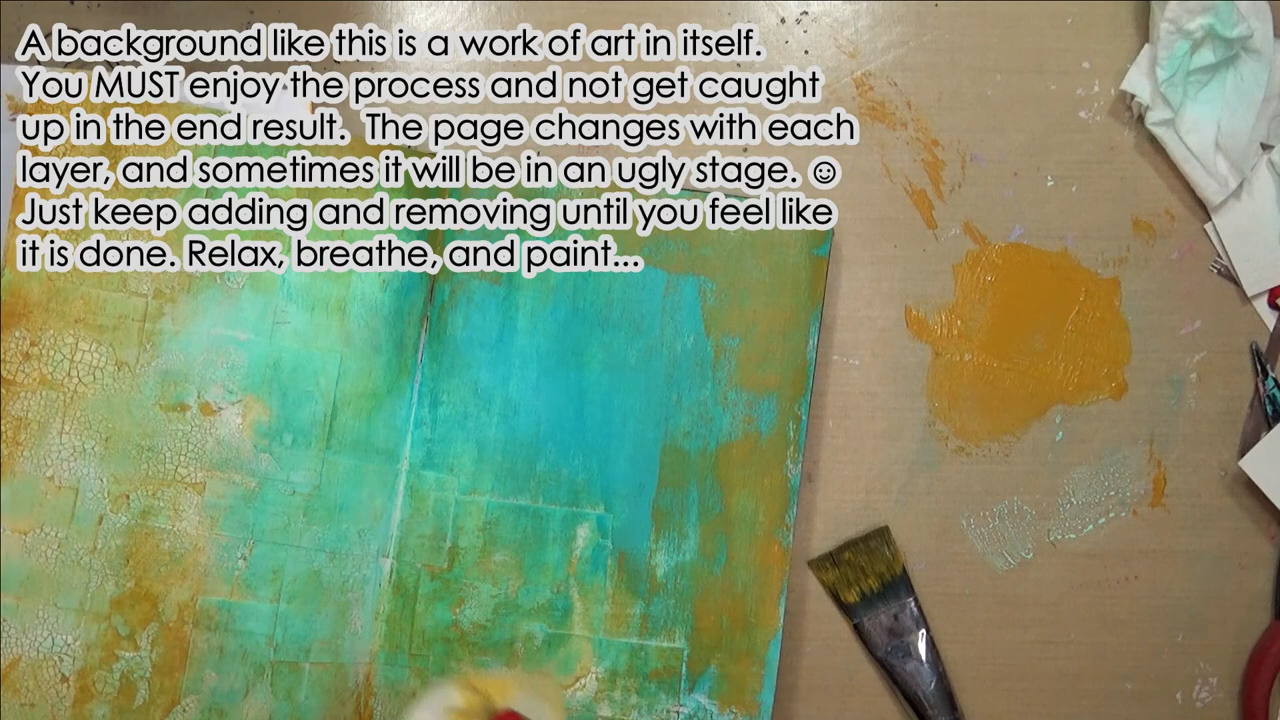 A background like this is a work of art in itself.
You MUST enjoy the process and not get caught
up in the end result.  The page changes with each
layer, and sometimes it will be in an ugly stage. ☺
Just keep adding and removing until you feel like
it is done. Relax, breathe, and paint...